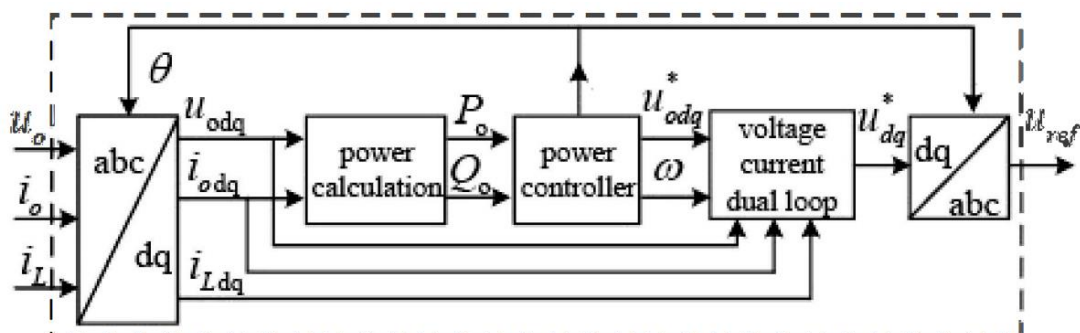 θ
u_o
i_o
i_L
abc
dq
u_odq
i_odq
i_Ldq
power
calculation
P_o
Q_o
power
controller
u*_odq
ω
voltage
current
dual loop
u*_dq
dq
abc
u_ref